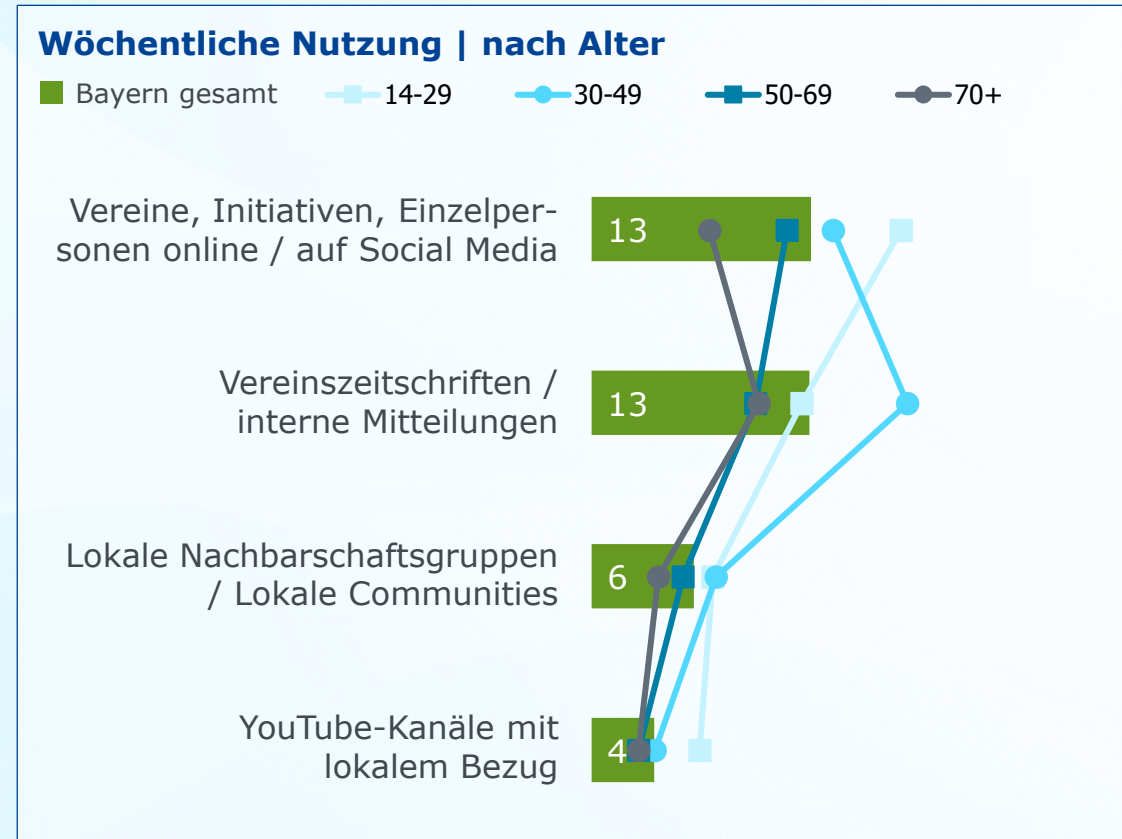 Wöchentliche Nutzung | nach Alter
Bayern gesamt 14-29 30-49 50-69 70+
Vereine, Initiativen, Einzelper-
sonen online / auf Social Media
13
Vereinszeitschriften /
interne Mitteilungen
13
Lokale Nachbarschaftsgruppen
/ Lokale Communities
6
YouTube-Kanäle mit
lokalem Bezug
4